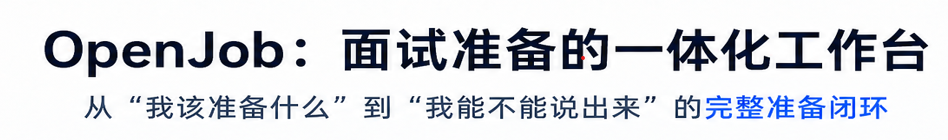 OpenJob：面试准备的一体化工作台
从“我该准备什么”到“我能不能说出来”的完整准备闭环